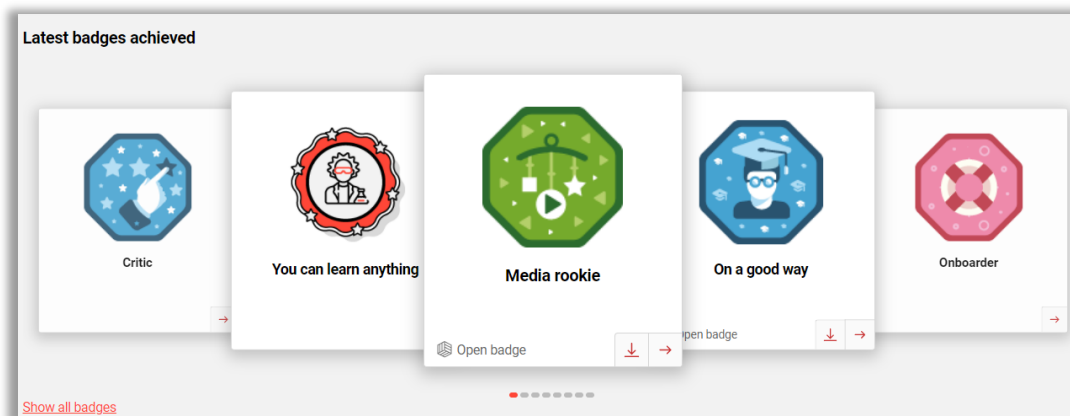 Latest badges achieved
Critic
You can learn anything
Media rookie
On a good way
Onboarder
Open badge
pen badge
Show all badges